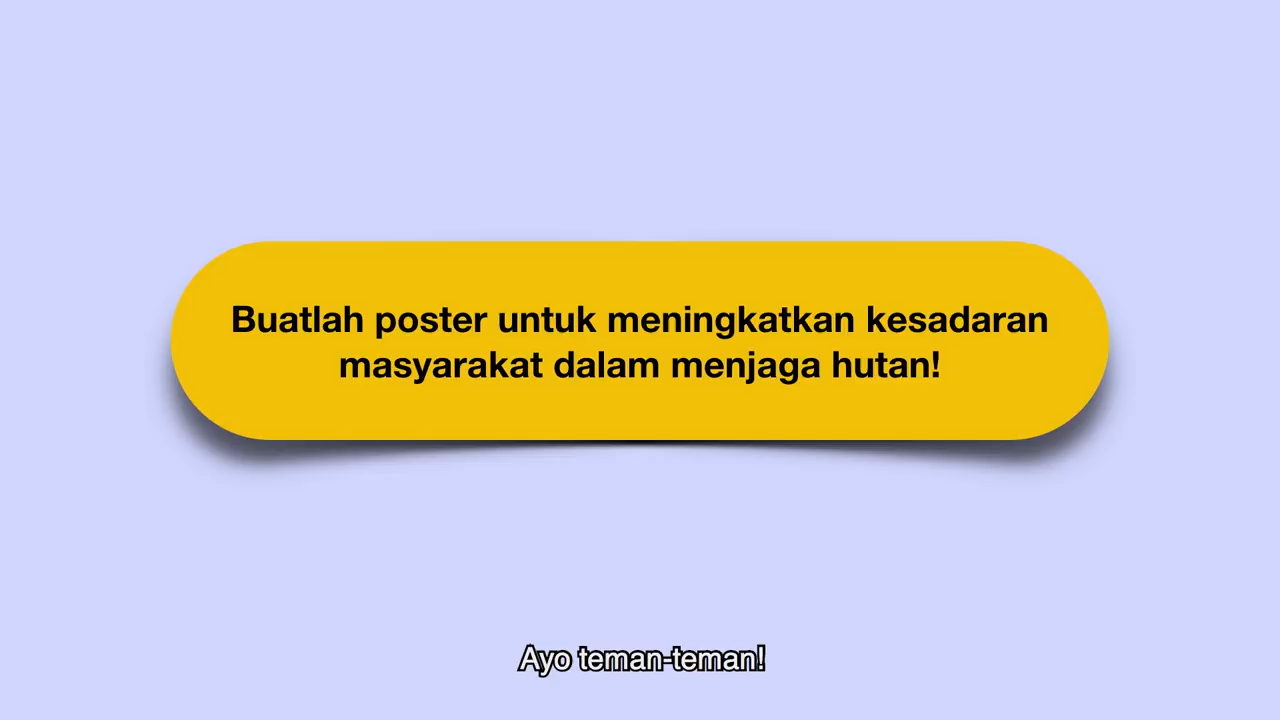 Buatlah poster untuk meningkatkan kesadaran
masyarakat dalam menjaga hutan!
Ayo teman-teman!